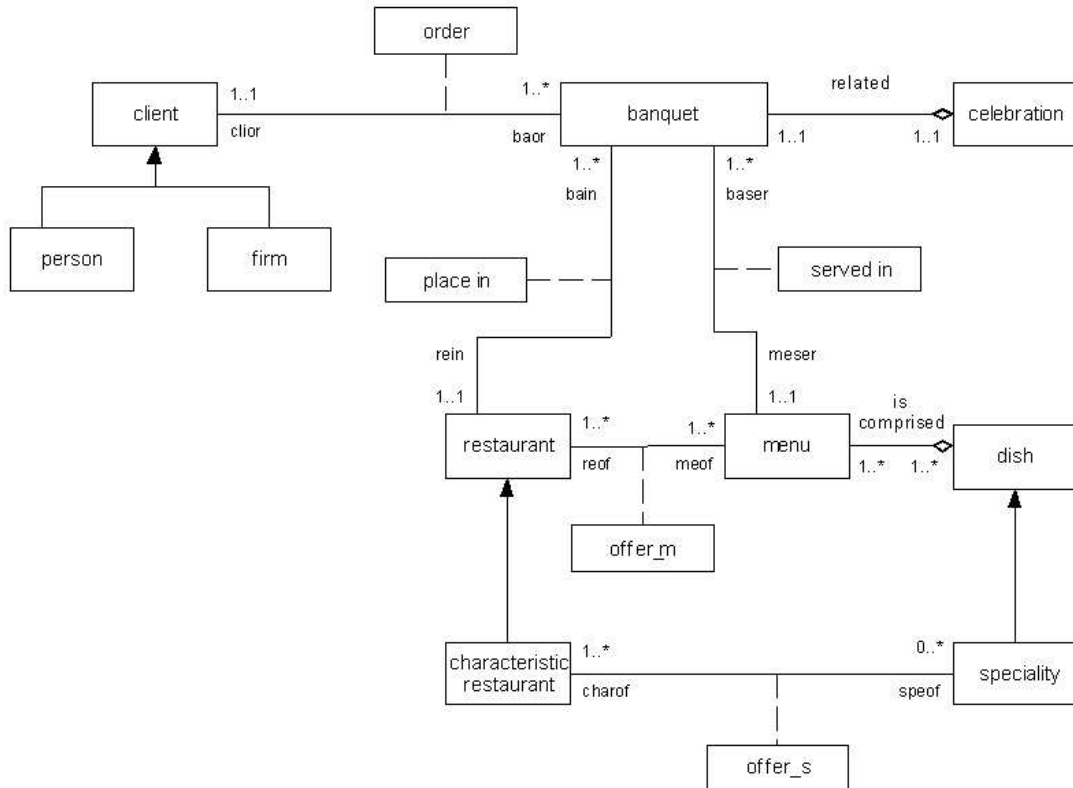 order
1..1
1..*
related
client
banquet
celebration
clior
baor
1..1
1..1
1..*
1..*
bain
baser
person
firm
place in
served in
rein
meser
1..1
1..1
is
comprised
1..*
1..*
restaurant
menu
dish
reof
meof
1..*
1..*
offer_m
1..*
0..*
characteristic
restaurant
speciality
charof
speof
offer_s